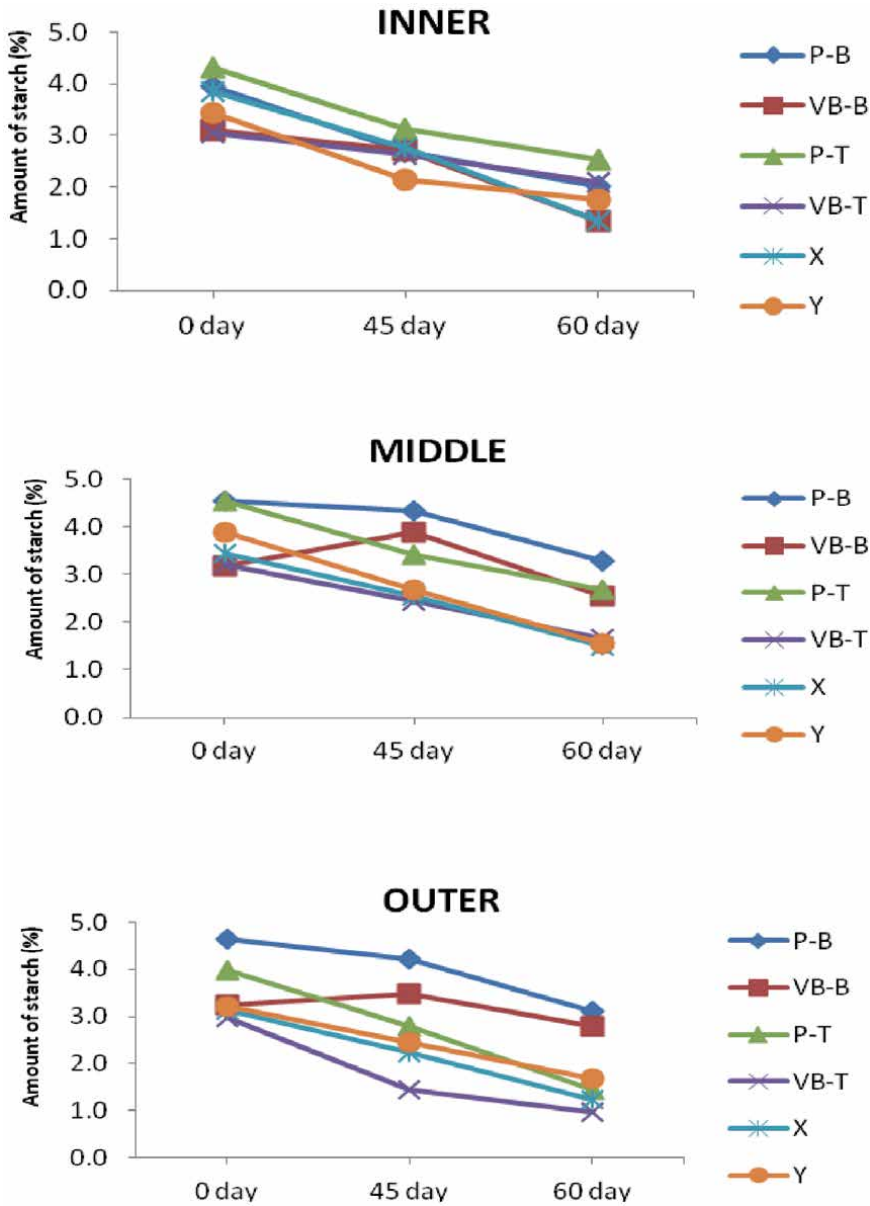 INNER
Amount of starch (%)
5.0
4.0
3.0
2.0
1.0
0.0
0 day
45 day
60 day
P-B
VB-B
P-T
VB-T
X
Y
MIDDLE
Amount of starch (%)
5.0
4.0
3.0
2.0
1.0
0.0
0 day
45 day
60 day
P-B
VB-B
P-T
VB-T
X
Y
OUTER
Amount of starch (%)
5.0
4.0
3.0
2.0
1.0
0.0
0 day
45 day
60 day
P-B
VB-B
P-T
VB-T
X
Y